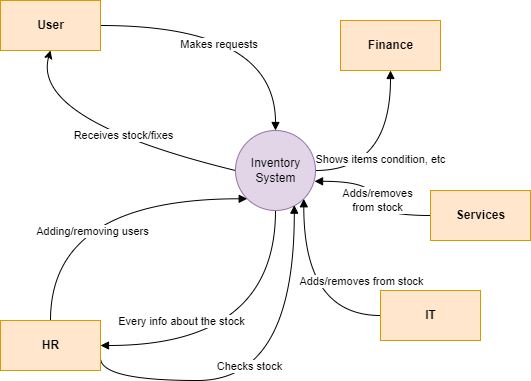 User
Makes requests
Finance
Receives stock/fixes
Inventory
System
Shows items condition, etc
Adds/removes
from stock
Services
Adding/removing users
Adds/removes from stock
Every info about the stock
IT
HR
Checks stock